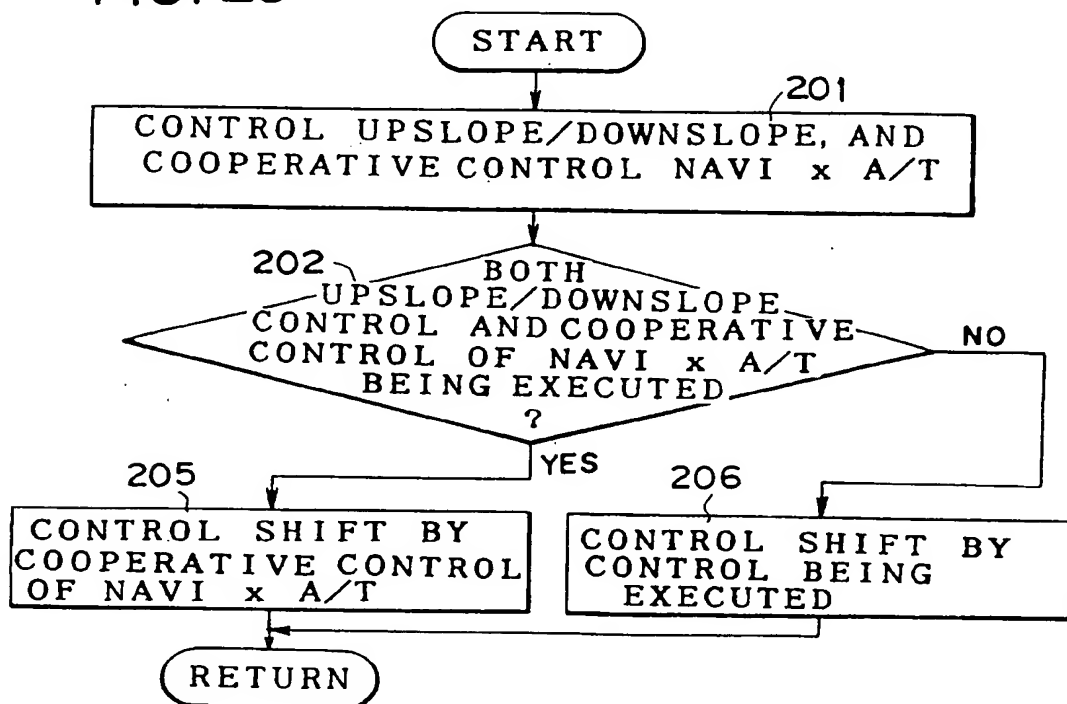 START
201
CONTROL UPSLOPE/DOWNSLOPE, AND
COOPERATIVE CONTROL NAVI x A/T
202
BOTH
UPSLOPE/DOWNSLOPE
CONTROL AND COOPERATIVE
CONTROL OF NAVI x A/T
BEING EXECUTED
?
NO
YES
205
CONTROL SHIFT BY
COOPERATIVE CONTROL
OF NAVI x A/T
206
CONTROL SHIFT BY
CONTROL BEING
EXECUTED
RETURN